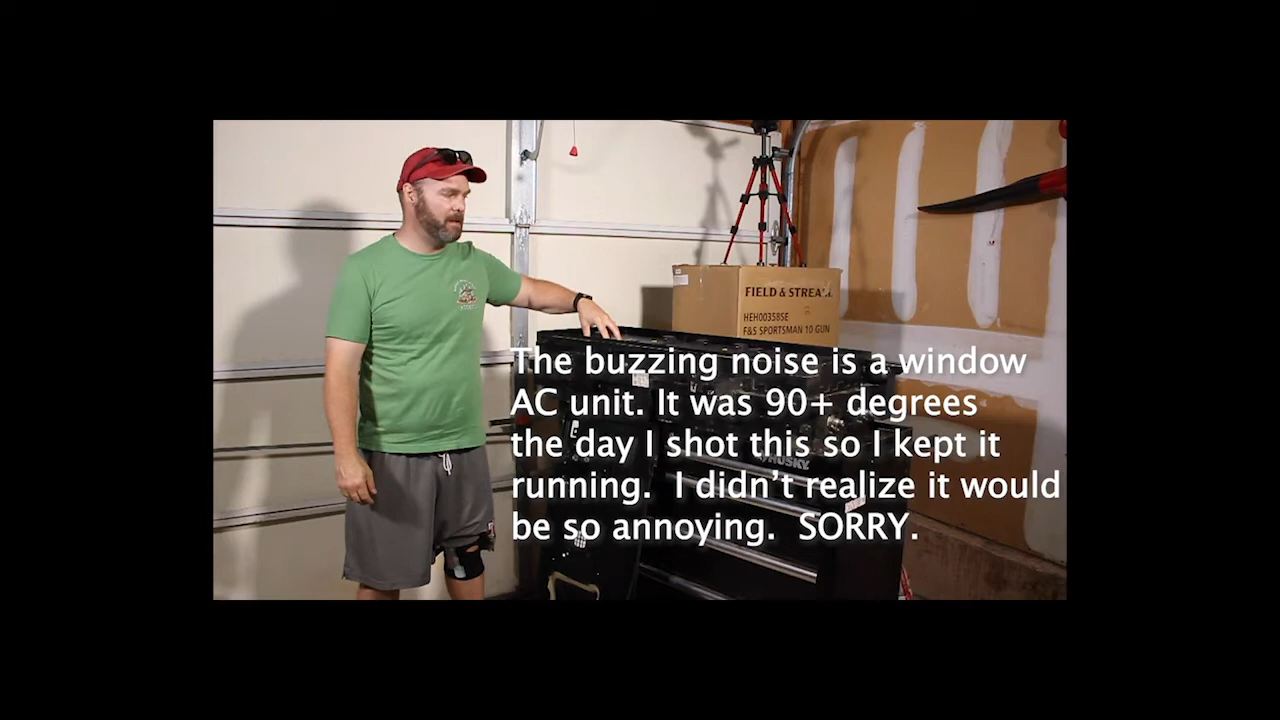 FIELD & STREAM
HEH00358SE
F&S SPORTSMAN 10 GUN
The buzzing noise is a window
AC unit. It was 90+ degrees
the day I shot this so I kept it
HUSKY
running.  I didn't realize it would
be so annoying.  SORRY.